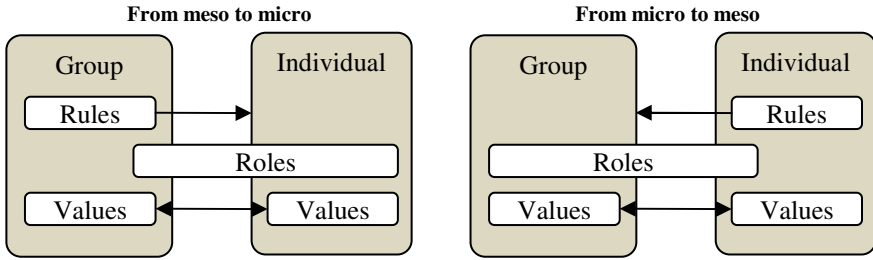 From meso to micro
Group
Individual
Rules
Roles
Values
Values
From micro to meso
Group
Individual
Rules
Roles
Values
Values